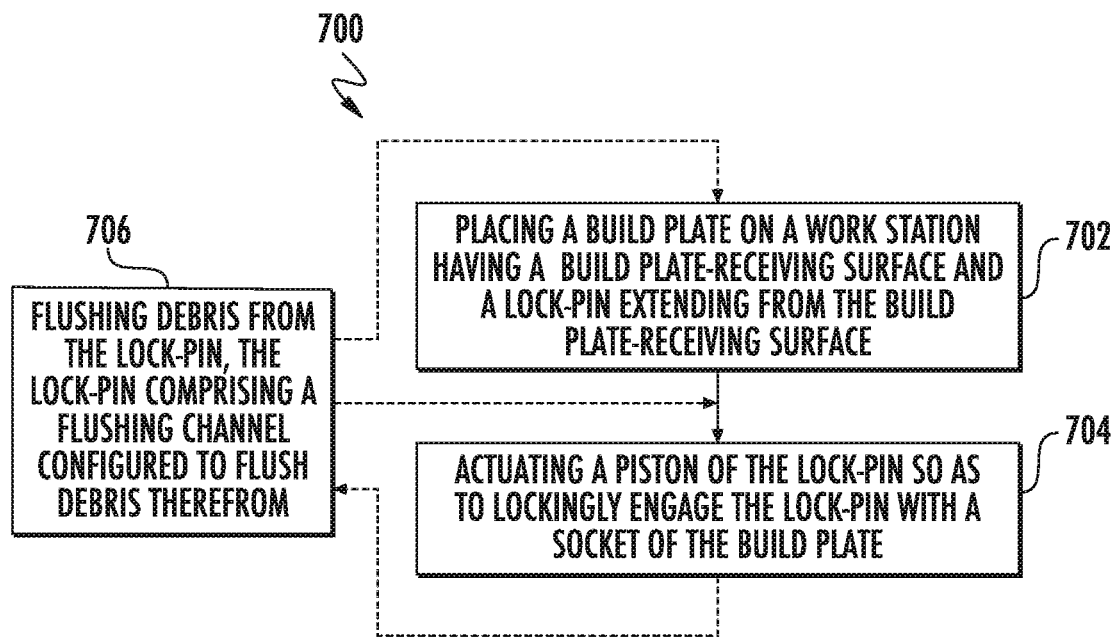 700
PLACING A BUILD PLATE ON A WORK STATION
HAVING A BUILD PLATE-RECEIVING SURFACE AND
A LOCK-PIN EXTENDING FROM THE BUILD
PLATE-RECEIVING SURFACE
702
706
FLUSHING DEBRIS FROM
THE LOCK-PIN, THE
LOCK-PIN COMPRISING A
FLUSHING CHANNEL
CONFIGURED TO FLUSH
DEBRIS THEREFROM
ACTUATING A PISTON OF THE LOCK-PIN SO AS
TO LOCKINGLY ENGAGE THE LOCK-PIN WITH A
SOCKET OF THE BUILD PLATE
704